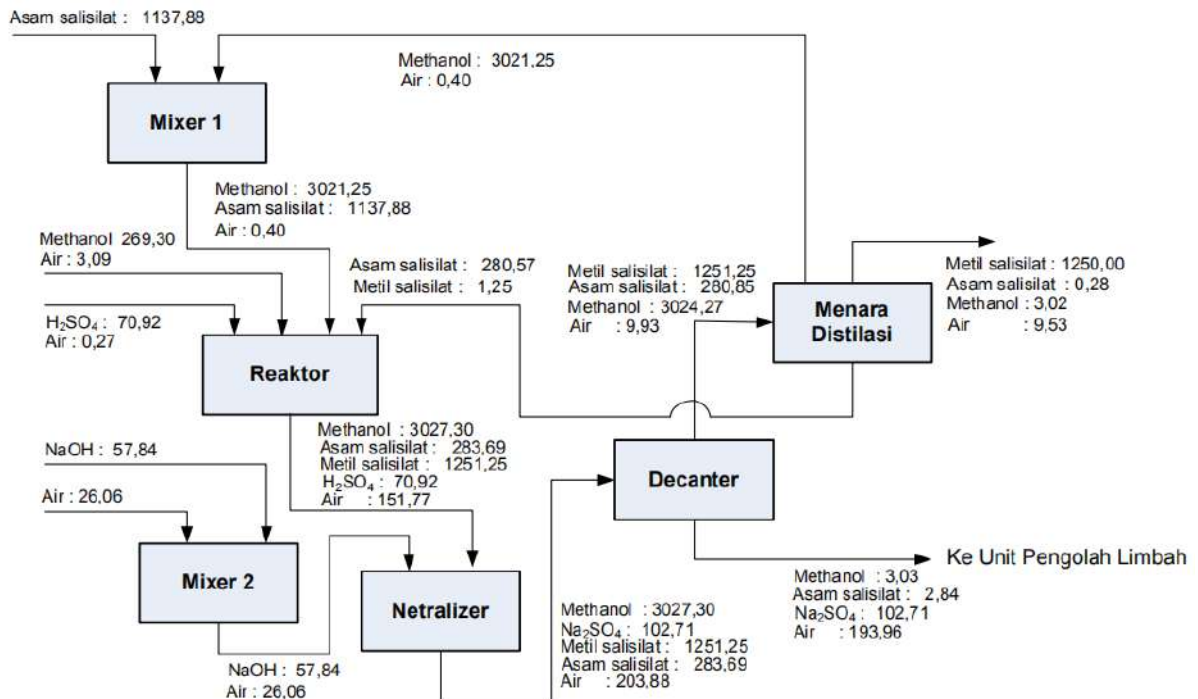 Asam salisilat : 1137,88
Methanol : 3021,25
Air : 0,40
Mixer 1
Methanol : 3021,25
Asam salisilat : 1137,88
Air : 0,40
Methanol 269,30
Air : 3,09
Asam salisilat : 280,57
Metil salisilat : 1,25
H₂SO₄ : 70,92
Air : 0,27
Metil salisilat : 1251,25
Asam salisilat : 280,85
Methanol : 3024,27
Air : 9,93
Menara
Distilasi
Metil salisilat : 1250,00
Asam salisilat : 0,28
Methanol : 3,02
Air : 9,53
Reaktor
Methanol : 3027,30
Asam salisilat : 283,69
Metil salisilat : 1251,25
H₂SO₄ : 70,92
Air : 151,77
NaOH : 57,84
Air : 26,06
Decanter
Mixer 2
Netralizer
Ke Unit Pengolah Limbah
Methanol : 3,03
Asam salisilat : 2,84
Na₂SO₄ : 102,71
Air : 193,96
Methanol : 3027,30
Na₂SO₄ : 102,71
Metil salisilat : 1251,25
Asam salisilat : 283,69
Air : 203,88
NaOH : 57,84
Air : 26,06